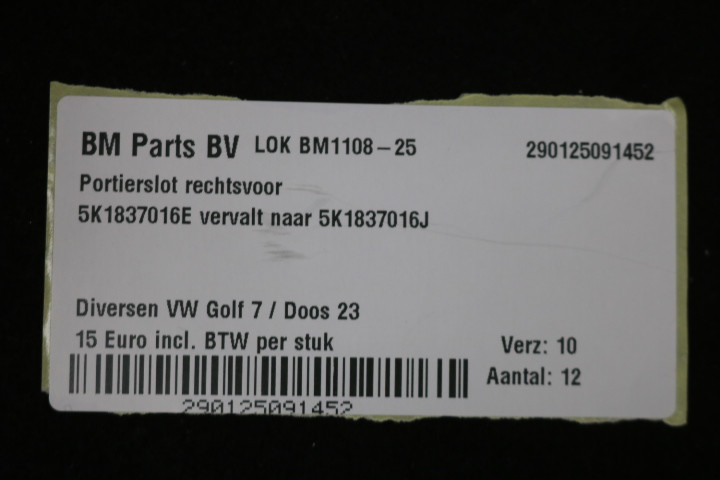 BM Parts BV LOK BM1108-25 290125091452
Portierslot rechtsvoor
5K1837016E vervalt naar 5K1837016J
Diversen VW Golf 7 / Doos 23
15 Euro incl. BTW per stuk
Verz: 10
Aantal: 12
290125091452